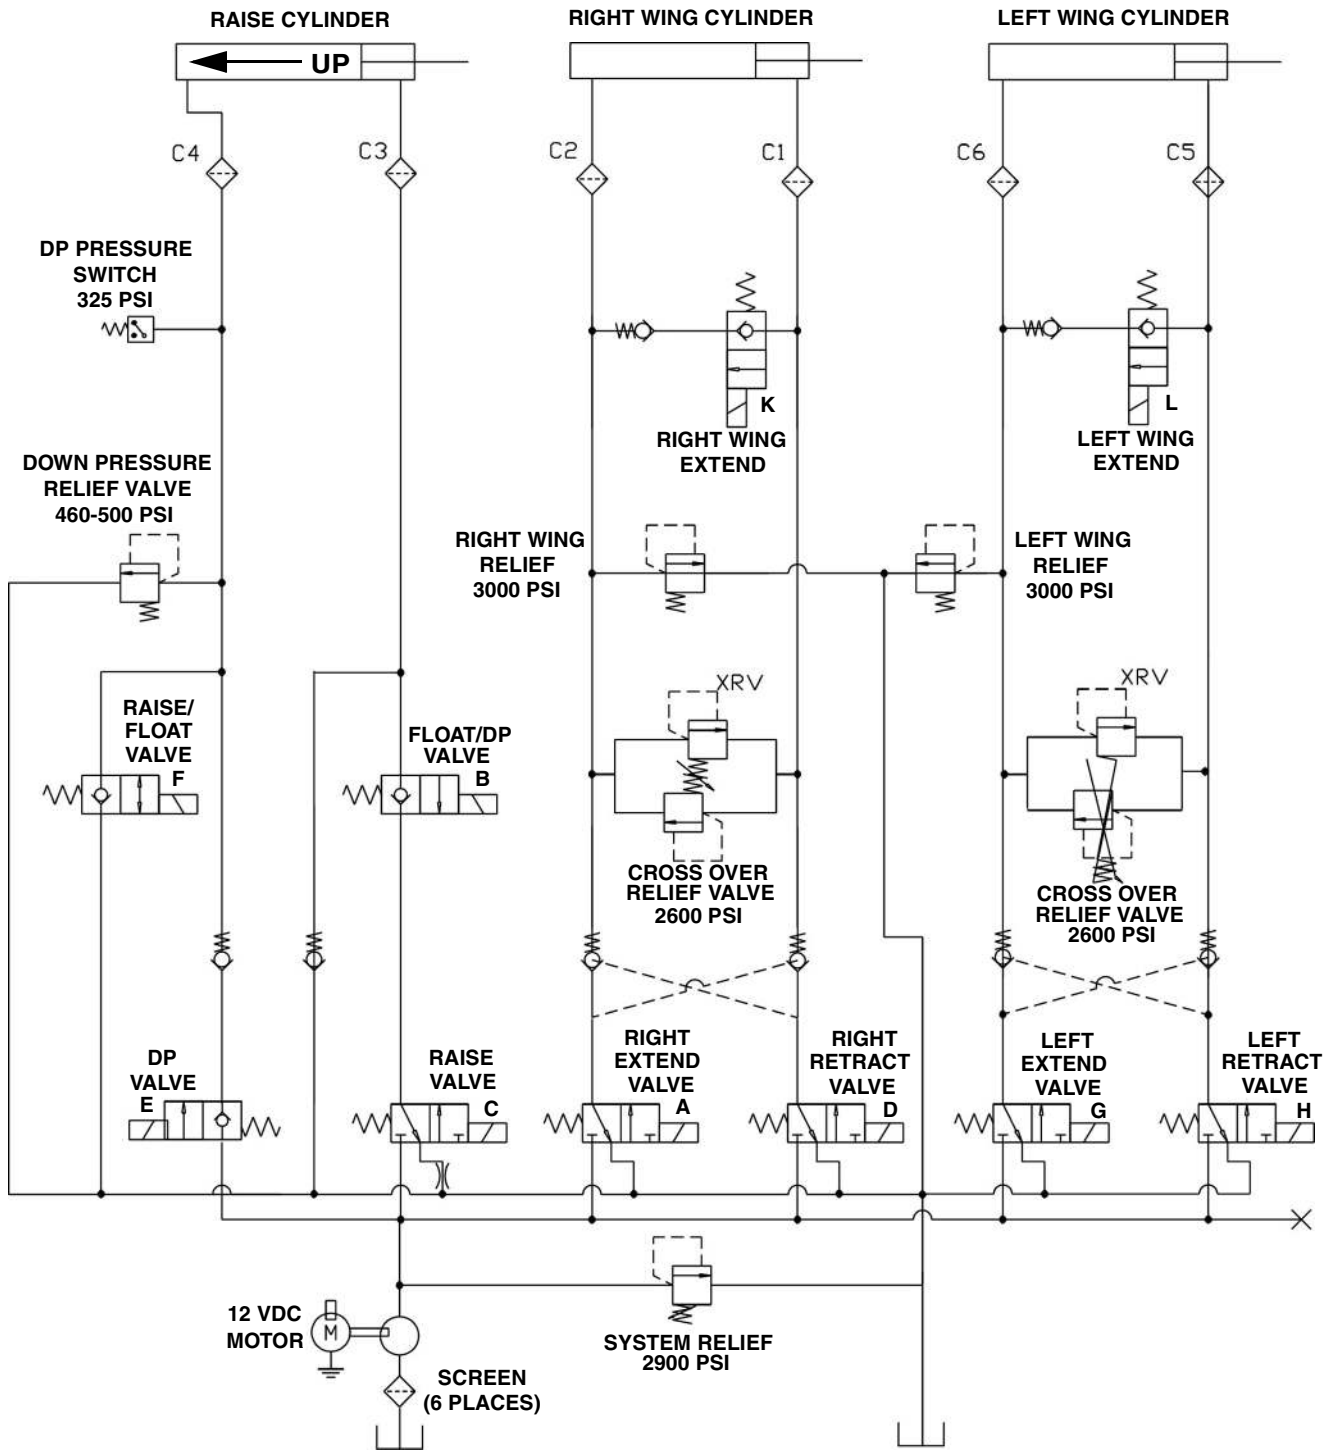 RAISE CYLINDER
RIGHT WING CYLINDER
LEFT WING CYLINDER
UP
C4
C3
C2
C1
C6
C5
DP PRESSURE
SWITCH
325 PSI
K
RIGHT WING
EXTEND
L
LEFT WING
EXTEND
DOWN PRESSURE
RELIEF VALVE
460-500 PSI
RIGHT WING
RELIEF
3000 PSI
LEFT WING
RELIEF
3000 PSI
RAISE/
FLOAT
VALVE
F
FLOAT/DP
VALVE
B
XRV
CROSS OVER
RELIEF VALVE
2600 PSI
XRV
CROSS OVER
RELIEF VALVE
2600 PSI
DP
VALVE
E
RAISE
VALVE
C
RIGHT
EXTEND
VALVE
A
RIGHT
RETRACT
VALVE
D
LEFT
EXTEND
VALVE
G
LEFT
RETRACT
VALVE
H
12 VDC
MOTOR
M
SYSTEM RELIEF
2900 PSI
SCREEN
(6 PLACES)